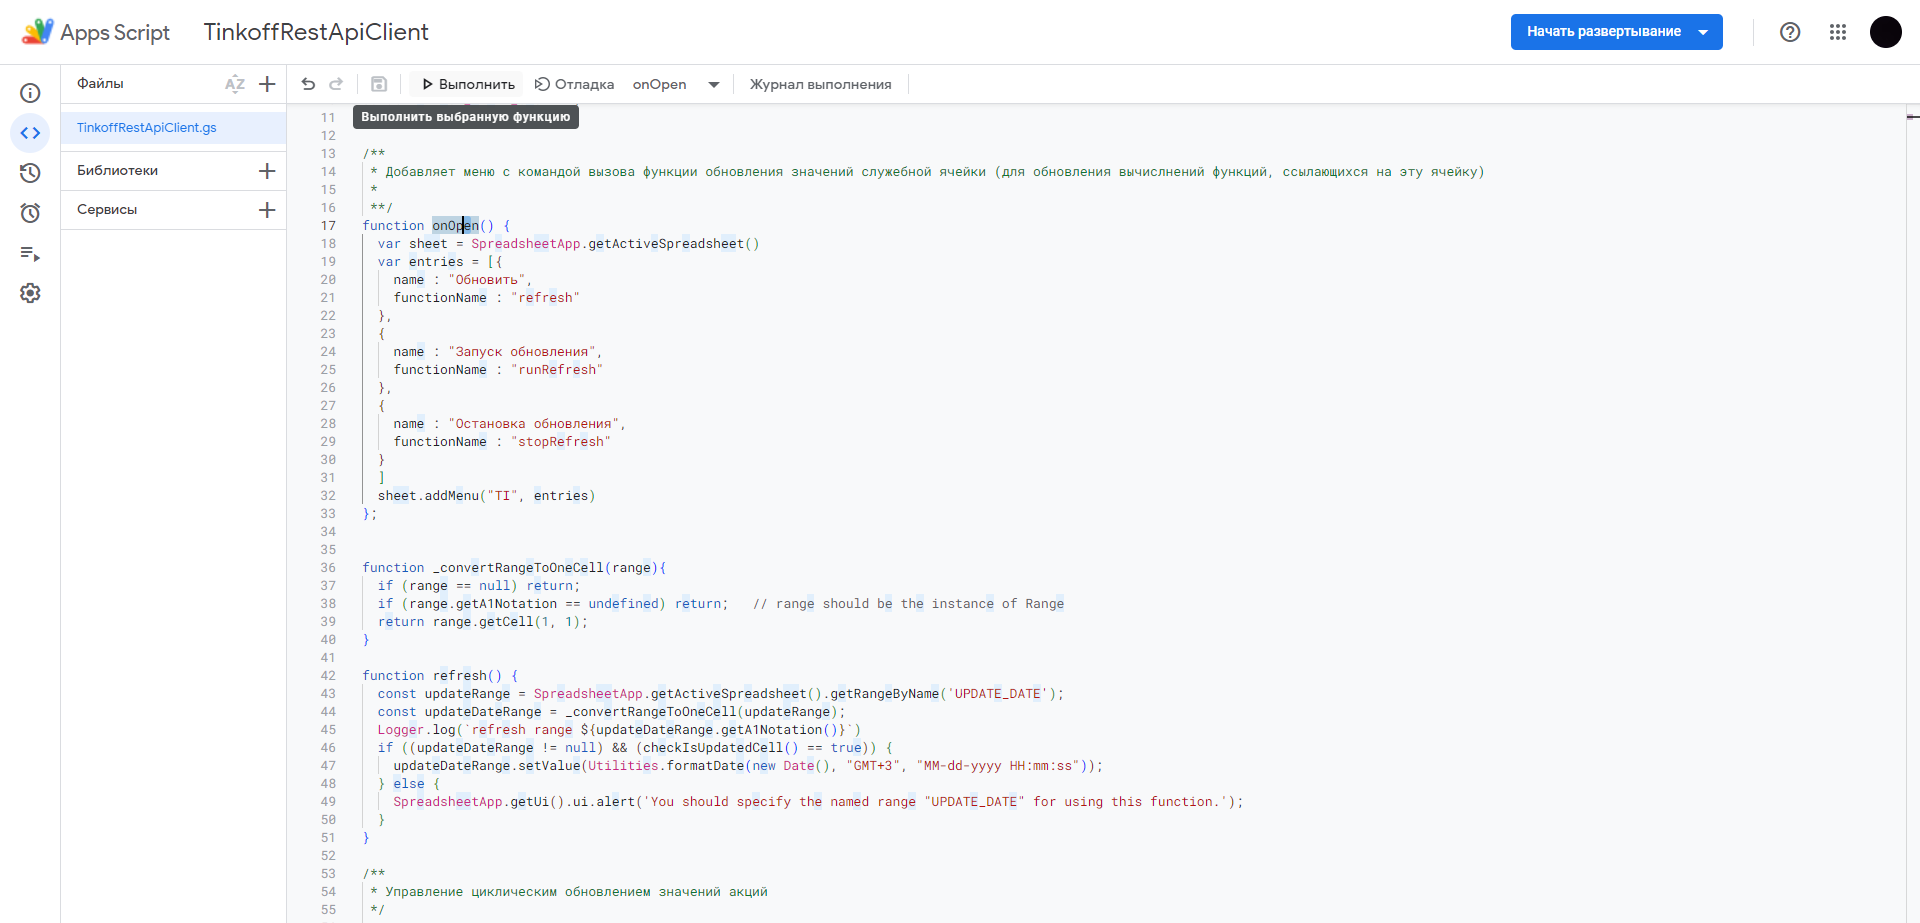 Apps Script
TinkoffRestApiClient
Начать развертывание
Файлы
AZ
Выполнить
Отладка
onOpen
Журнал выполнения
Выполнить выбранную функцию
TinkoffRestApiClient.gs
Библиотеки
Сервисы
11
12
13 /**
14 * Добавляет меню с командой вызова функции обновления значений служебной ячейки (для обновления вычислнений функций, ссылающихся на эту ячейку)
15 *
16 **/
17 function onOpen() {
18 var sheet = SpreadsheetApp.getActiveSpreadsheet()
19 var entries = [{
20 name : "Обновить",
21 functionName : "refresh"
22 },
23 {
24 name : "Запуск обновления",
25 functionName : "runRefresh"
26 },
27 {
28 name : "Остановка обновления",
29 functionName : "stopRefresh"
30 }
31 ]
32 sheet.addMenu("TI", entries)
33 };
34
35
36 function _convertRangeToOneCell(range){
37 if (range == null) return;
38 if (range.getA1Notation == undefined) return; // range should be the instance of Range
39 return range.getCell(1, 1);
40 }
41
42 function refresh() {
43 const updateRange = SpreadsheetApp.getActiveSpreadsheet().getRangeByName('UPDATE_DATE');
44 const updateDateRange = _convertRangeToOneCell(updateRange);
45 Logger.log(`refresh range ${updateDateRange.getA1Notation()}`)
46 if ((updateDateRange != null) && (checkIsUpdatedCell() == true)) {
47 updateDateRange.setValue(Utilities.formatDate(new Date(), "GMT+3", "MM-dd-yyyy HH:mm:ss"));
48 } else {
49 SpreadsheetApp.getUi().ui.alert('You should specify the named range "UPDATE_DATE" for using this function.');
50 }
51 }
52
53 /**
54 * Управление циклическим обновлением значений акций
55 */